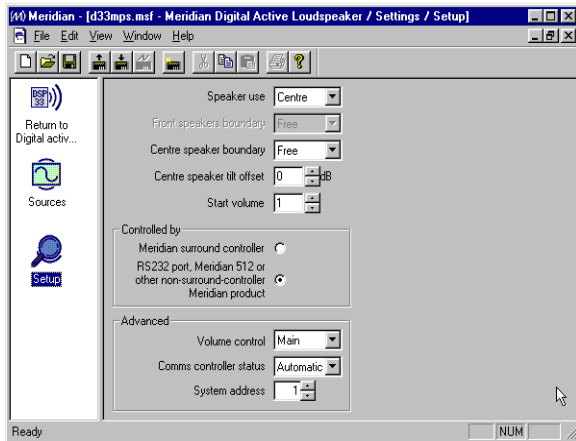 Meridian - [d33mps.msf - Meridian Digital Active Loudspeaker / Settings / Setup]
File Edit View Window Help
DSP
33
Return to
Digital activ...
Sources
Setup
Speaker use Centre
Front speakers boundary Free
Centre speaker boundary Free
Centre speaker tilt offset 0 dB
Start volume 1
Controlled by
Meridian surround controller
RS232 port, Meridian 512 or
other non-surround-controller
Meridian product
Advanced
Volume control Main
Comms controller status Automatic
System address 1
Ready NUM